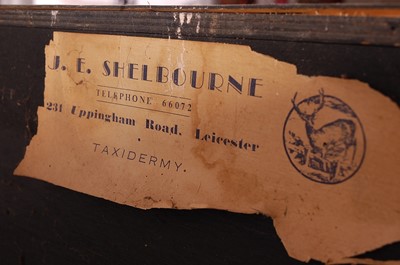 J. E. SHELBOURNE
TELEPHONE 66072
231 Uppingham Road, Leicester
TAXIDERMY.